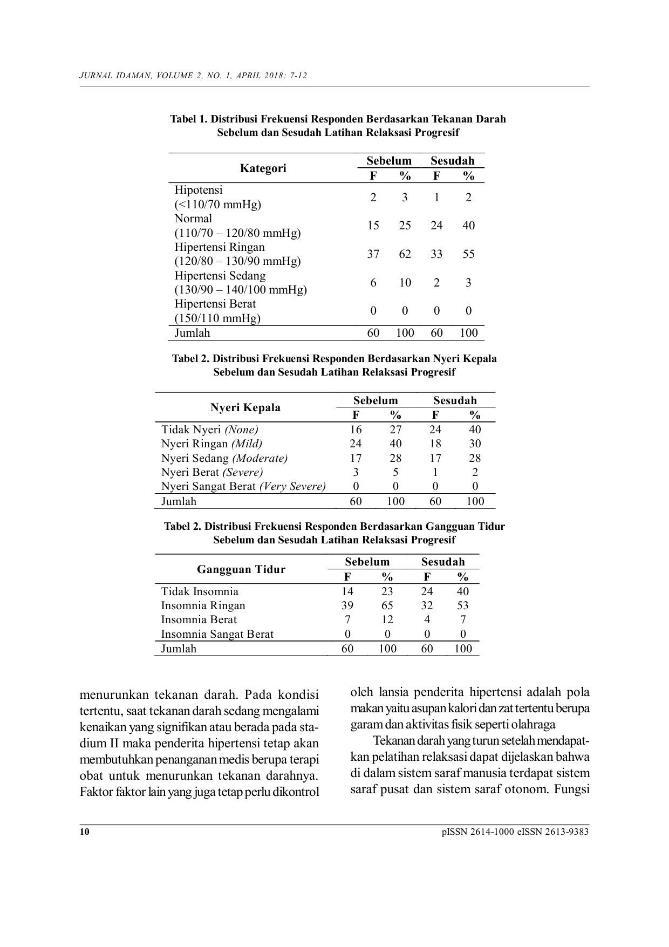 JURNAL IDAMAN, VOLUME 2, NO. 1, APRIL 2018: 7-12
Tabel 1. Distribusi Frekuensi Responden Berdasarkan Tekanan Darah
Sebelum dan Sesudah Latihan Relaksasi Progresif
Kategori Sebelum Sesudah
F % F %
Hipotensi
(<110/70 mmHg) 2 3 1 2
Normal
(110/70 – 120/80 mmHg) 15 25 24 40
Hipertensi Ringan
(120/80 – 130/90 mmHg) 37 62 33 55
Hipertensi Sedang
(130/90 – 140/100 mmHg) 6 10 2 3
Hipertensi Berat
(150/110 mmHg) 0 0 0 0
Jumlah 60 100 60 100
Tabel 2. Distribusi Frekuensi Responden Berdasarkan Nyeri Kepala
Sebelum dan Sesudah Latihan Relaksasi Progresif
Nyeri Kepala Sebelum Sesudah
F % F %
Tidak Nyeri (None) 16 27 24 40
Nyeri Ringan (Mild) 24 40 18 30
Nyeri Sedang (Moderate) 17 28 17 28
Nyeri Berat (Severe) 3 5 1 2
Nyeri Sangat Berat (Very Severe) 0 0 0 0
Jumlah 60 100 60 100
Tabel 2. Distribusi Frekuensi Responden Berdasarkan Gangguan Tidur
Sebelum dan Sesudah Latihan Relaksasi Progresif
Gangguan Tidur Sebelum Sesudah
F % F %
Tidak Insomnia 14 23 24 40
Insomnia Ringan 39 65 32 53
Insomnia Berat 7 12 4 7
Insomnia Sangat Berat 0 0 0 0
Jumlah 60 100 60 100
menurunkan tekanan darah. Pada kondisi
tertentu, saat tekanan darah sedang mengalami
kenaikan yang signifikan atau berada pada sta-
dium II maka penderita hipertensi tetap akan
membutuhkan penanganan medis berupa terapi
obat untuk menurunkan tekanan darahnya.
Faktor faktor lain yang juga tetap perlu dikontrol
oleh lansia penderita hipertensi adalah pola
makan yaitu asupan kalori dan zat tertentu berupa
garam dan aktivitas fisik seperti olahraga
Tekanan darah yang turun setelah mendapat-
kan pelatihan relaksasi dapat dijelaskan bahwa
di dalam sistem saraf manusia terdapat sistem
saraf pusat dan sistem saraf otonom. Fungsi
10 pISSN 2614-1000 eISSN 2613-9383